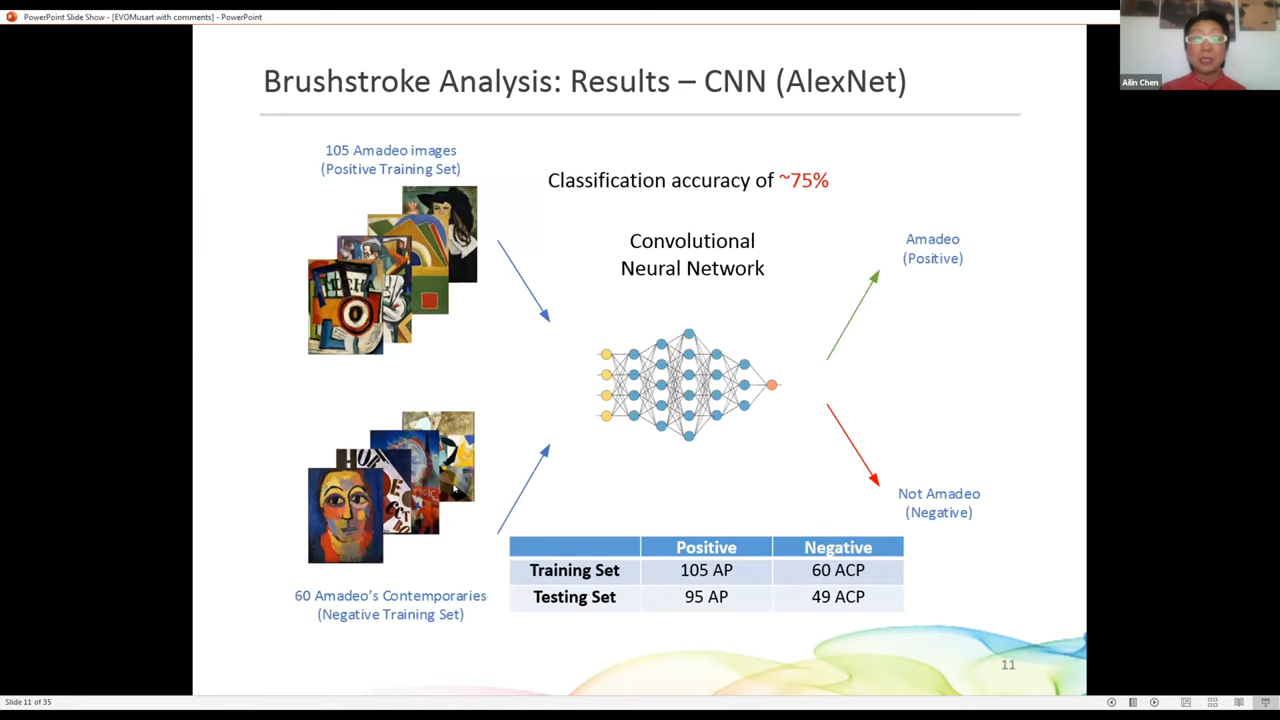 PowerPoint Slide Show - [EVOMusart with comments] - PowerPoint
Ailin Chen
Brushstroke Analysis: Results – CNN (AlexNet)
105 Amadeo images
(Positive Training Set)
Classification accuracy of ~75%
Convolutional
Neural Network
Amadeo
(Positive)
Not Amadeo
(Negative)
60 Amadeo's Contemporaries
(Negative Training Set)
Positive Negative
Training Set 105 AP 60 ACP
Testing Set 95 AP 49 ACP
11
Slide 11 of 35